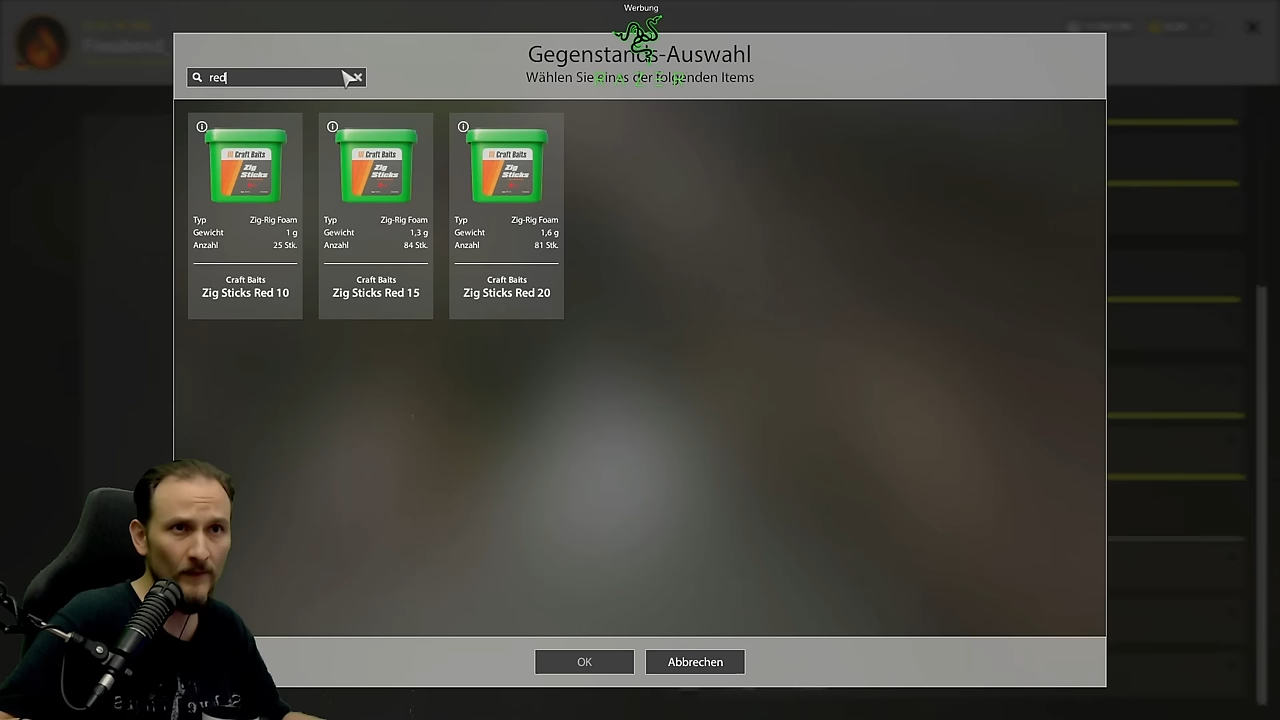 Werbung
Gegenstands-Auswahl
Wählen Sie eines der folgenden Items
red
Craft Baits
Zig
Sticks
Typ Zig-Rig Foam
Gewicht 1 g
Anzahl 25 Stk.
Craft Baits
Zig Sticks Red 10
Craft Baits
Zig
Sticks
Typ Zig-Rig Foam
Gewicht 1,3 g
Anzahl 84 Stk.
Craft Baits
Zig Sticks Red 15
Craft Baits
Zig
Sticks
Typ Zig-Rig Foam
Gewicht 1,6 g
Anzahl 81 Stk.
Craft Baits
Zig Sticks Red 20
OK Abbrechen